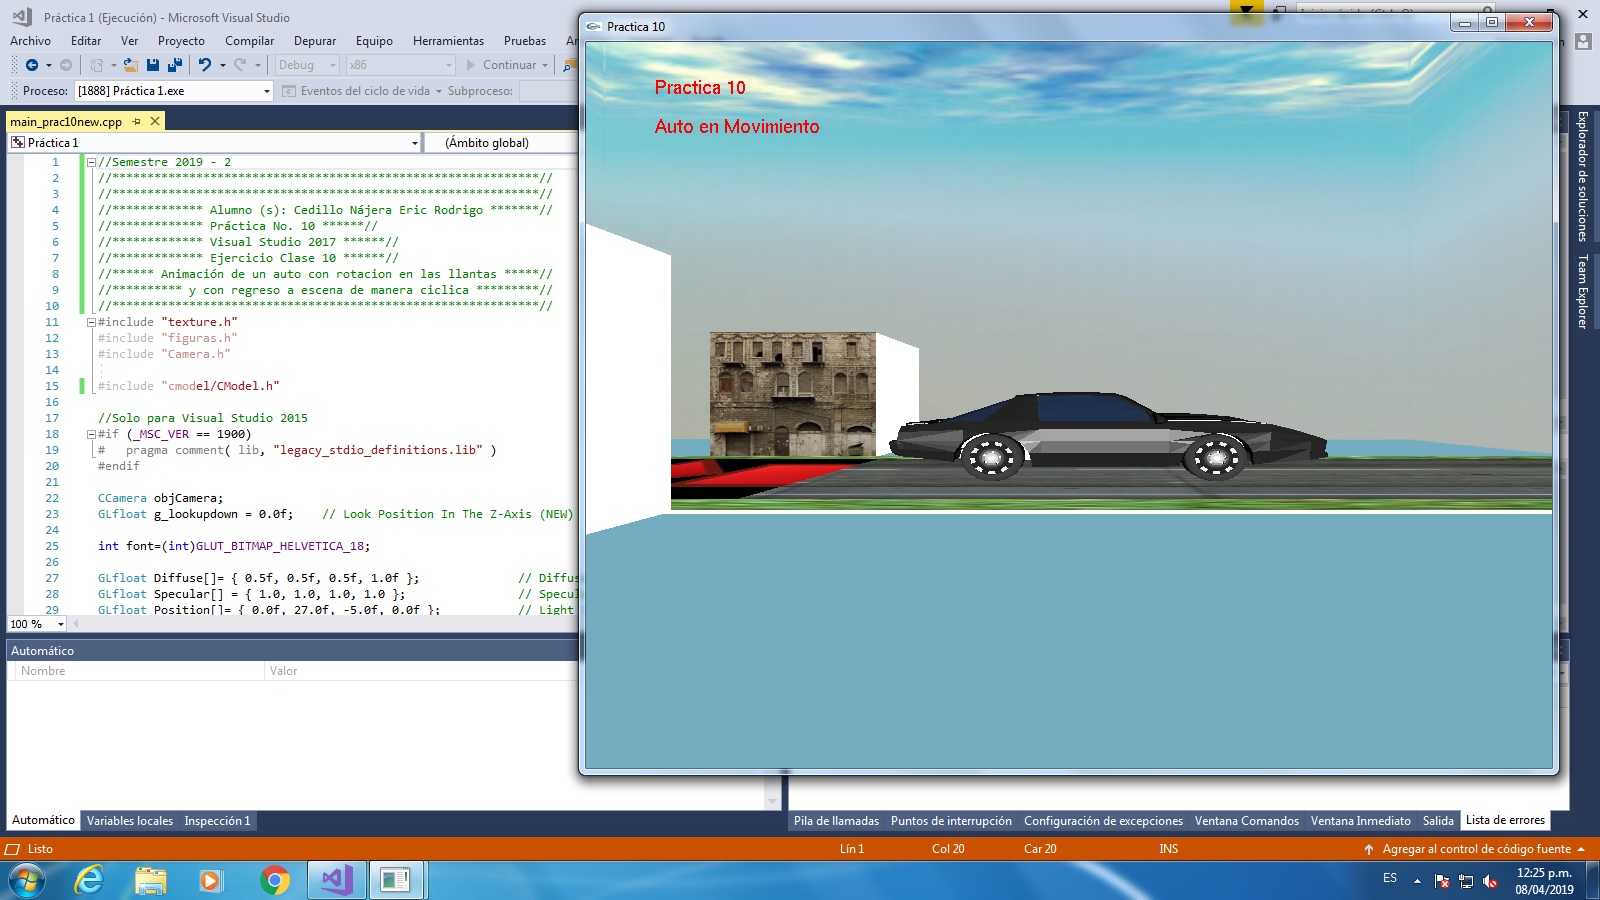 Práctica 1 (Ejecución) - Microsoft Visual Studio
Archivo Editar Ver Proyecto Compilar Depurar Equipo Herramientas Pruebas
Debug x86 Continuar
Proceso: [1888] Práctica 1.exe Eventos del ciclo de vida Subproceso:
main_prac10new.cpp
Práctica 1 (Ámbito global)
1 //Semestre 2019 - 2
2 //*************************************************************//
3 //*************************************************************//
4 //************* Alumno (s): Cedillo Nájera Eric Rodrigo *******//
5 //************* Práctica No. 10 ******//
6 //************* Visual Studio 2017 ******//
7 //************* Ejercicio Clase 10 ******//
8 //****** Animación de un auto con rotacion en las llantas *****//
9 //********** y con regreso a escena de manera ciclica *********//
10 //*************************************************************//
11 #include "texture.h"
12 #include "figuras.h"
13 #include "Camera.h"
14
15 #include "cmodel/CModel.h"
16
17 //Solo para Visual Studio 2015
18 #if (_MSC_VER == 1900)
19 # pragma comment( lib, "legacy_stdio_definitions.lib" )
20 #endif
21
22 CCamera objCamera;
23 GLfloat g_lookupdown = 0.0f; // Look Position In The Z-Axis (NEW)
24
25 int font=(int)GLUT_BITMAP_HELVETICA_18;
26
27 GLfloat Diffuse[]= { 0.5f, 0.5f, 0.5f, 1.0f }; // Diffus
28 GLfloat Specular[] = { 1.0, 1.0, 1.0, 1.0 }; // Specul
29 GLfloat Position[]= { 0.0f, 27.0f, -5.0f, 0.0f }; // Light
100 %
Automático
Nombre Valor
Automático Variables locales Inspección 1
Practica 10
Practica 10
Auto en Movimiento
Explorador de soluciones
Team Explorer
Pila de llamadas Puntos de interrupción Configuración de excepciones Ventana Comandos Ventana Inmediato Salida Lista de errores
Listo Lín 1 Col 20 Car 20 INS Agregar al control de código fuente
ES
12:25 p.m.
08/04/2019